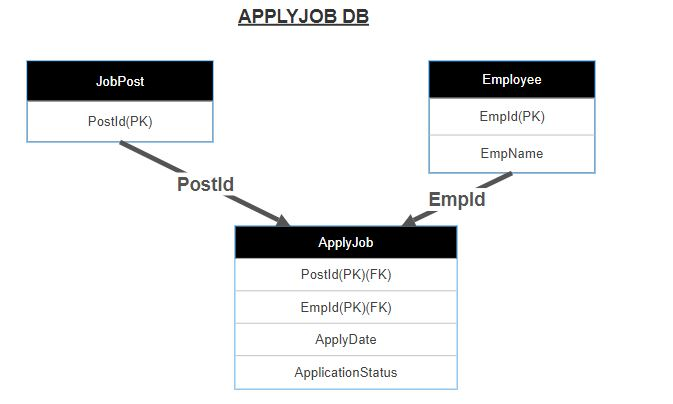 APPLYJOB DB
JobPost
PostId(PK)
Employee
EmpId(PK)
EmpName
PostId
EmpId
ApplyJob
PostId(PK)(FK)
EmpId(PK)(FK)
ApplyDate
ApplicationStatus